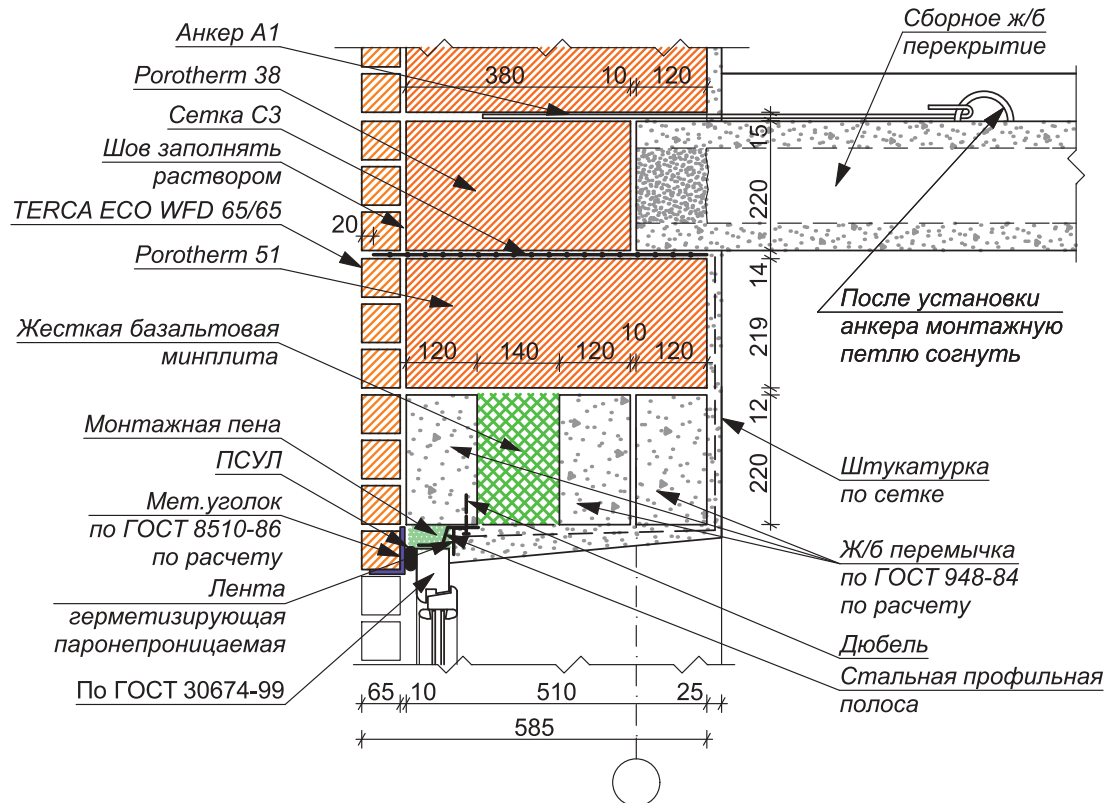 Анкер А1
Porotherm 38
Сетка С3
Шов заполнять
раствором
TERCA ECO WFD 65/65
20
Porotherm 51
Жесткая базальтовая
минплита
Монтажная пена
ПСУЛ
Мет.уголок
по ГОСТ 8510-86
по расчету
Лента
герметизирующая
паронепроницаемая
По ГОСТ 30674-99
380
10
120
120
140
120
10
120
Сборное ж/б
перекрытие
15
220
14
219
12
220
После установки
анкера монтажную
петлю согнуть
Штукатурка
по сетке
Ж/б перемычка
по ГОСТ 948-84
по расчету
Дюбель
Стальная профильная
полоса
65
10
510
25
585